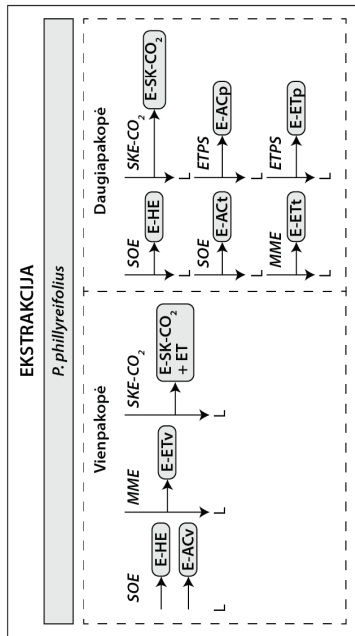 EKSTRAKCIJA
P. phillyreifolius
Vienpakopė
SOE
E-HE
E-ACv
L
MME
E-ETv
L
SKE-CO₂
E-SK-CO₂
+ ET
L
Daugiapakopė
SOE
E-HE
L
SKE-CO₂
E-SK-CO₂
L
SOE
E-ACt
L
ETPS
E-ACp
L
MME
E-ETt
L
ETPS
E-ETp
L